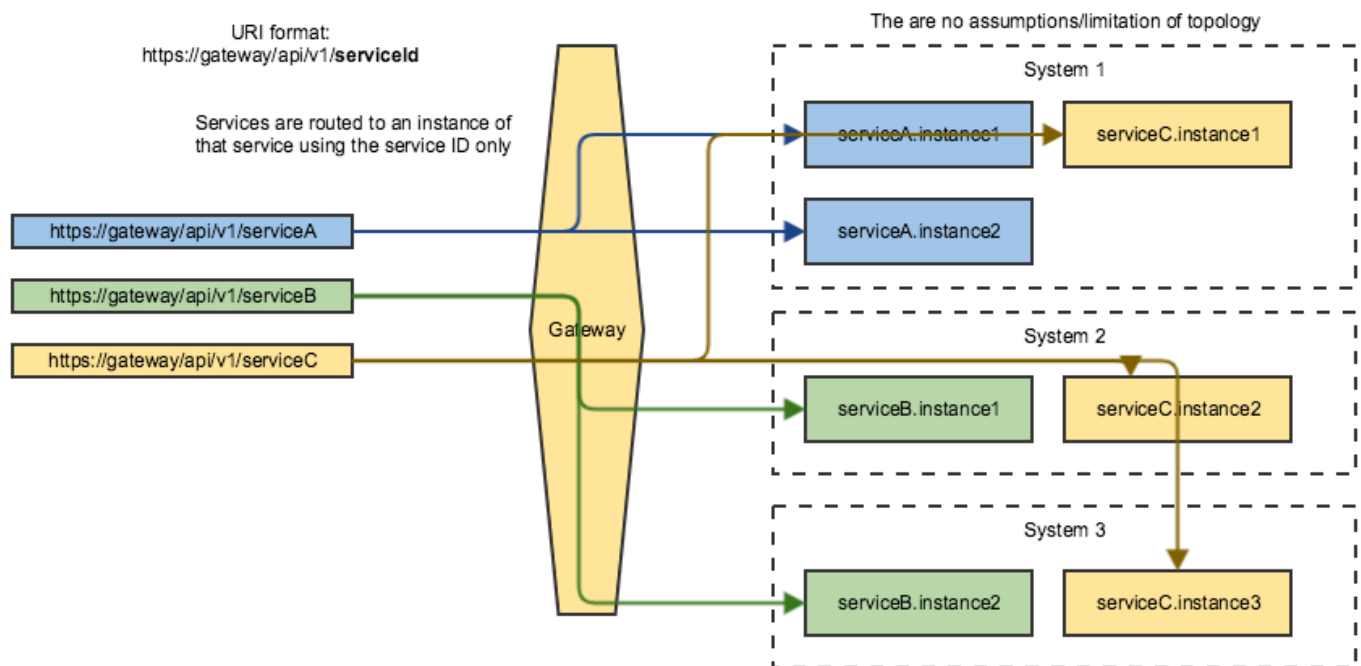 URI format:
https://gateway/api/v1/serviceId
Services are routed to an instance of
that service using the service ID only
https://gateway/api/v1/serviceA
https://gateway/api/v1/serviceB
https://gateway/api/v1/serviceC
Gateway
The are no assumptions/limitation of topology
System 1
serviceA.instance1
serviceC.instance1
serviceA.instance2
System 2
serviceB.instance1
serviceC.instance2
System 3
serviceB.instance2
serviceC.instance3